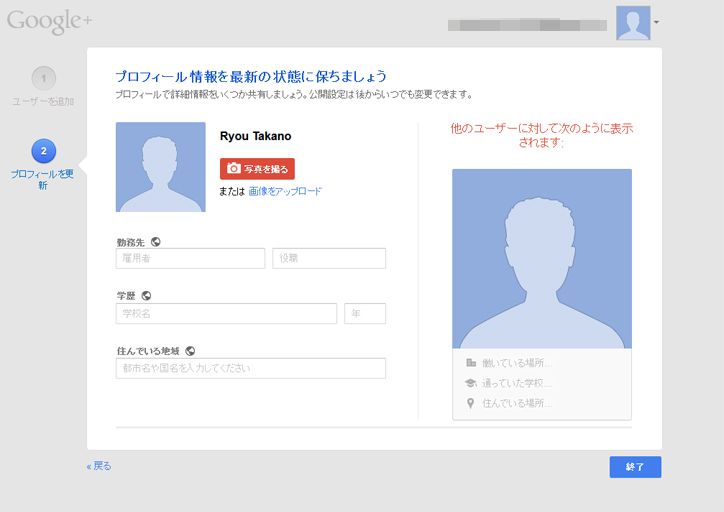 Google+
1
ユーザーを追加
2
プロフィールを更
新
プロフィール情報を最新の状態に保ちましょう
プロフィールで詳細情報をいくつか共有しましょう。公開設定は後からいつでも変更できます。
Ryou Takano
写真を撮る
または 画像をアップロード
勤務先
雇用者
役職
学歴
学校名
年
住んでいる地域
都市名や国名を入力してください
他のユーザーに対して次のように表示
されます:
働いている場所...
通っていた学校...
住んでいる場所...
« 戻る
終了